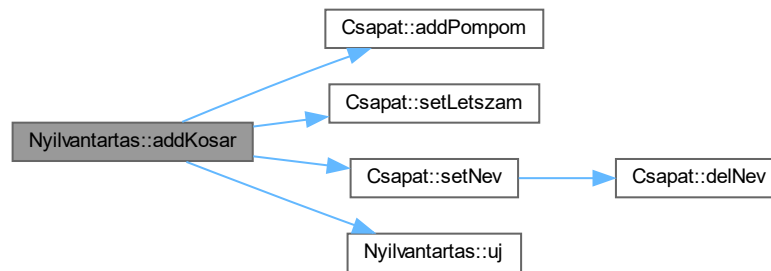 Csapat::addPompom
Csapat::setLetszam
Nyilvantartas::addKosar
Csapat::setNev
Csapat::delNev
Nyilvantartas::uj